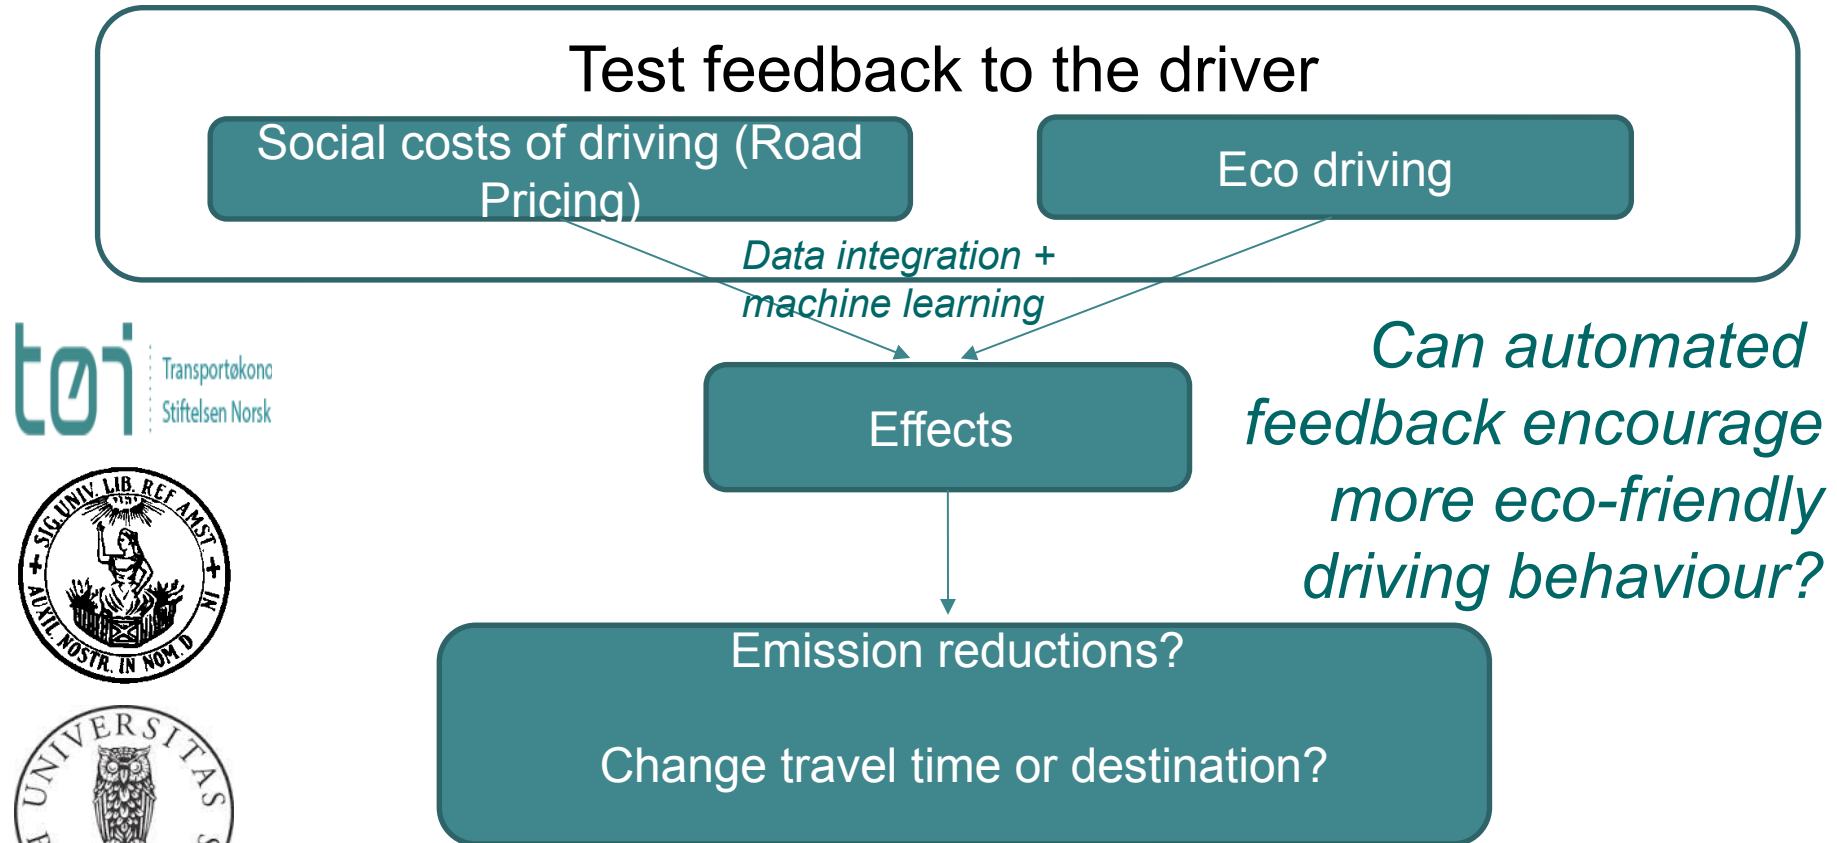 Test feedback to the driver
Social costs of driving (Road
Pricing)
Eco driving
Data integration +
machine learning
tøi
Transportøkono
Stiftelsen Norsk
Effects
Can automated
feedback encourage
more eco-friendly
driving behaviour?
SIG. UNIV. LIB. REF. AMST. + IN
AUXIL. NOSTR. IN NOM. D +
Emission reductions?
Change travel time or destination?
UNIVERSITAS